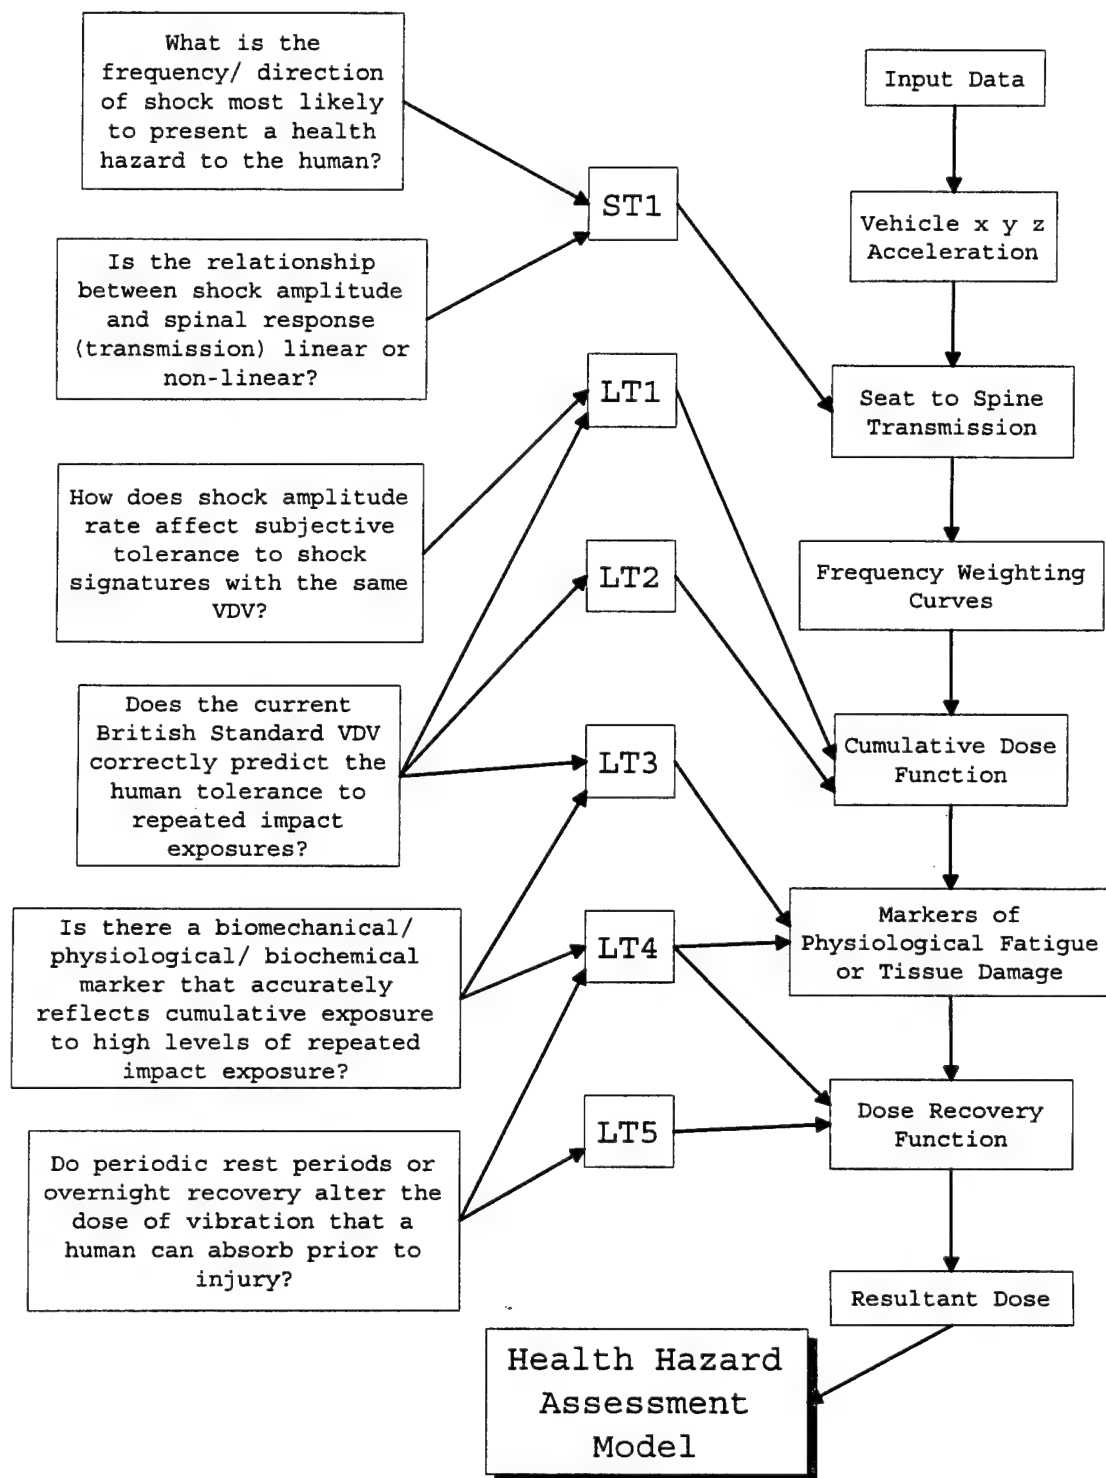 What is the
frequency/ direction
of shock most likely
to present a health
hazard to the human?
Is the relationship
between shock amplitude
and spinal response
(transmission) linear or
non-linear?
How does shock amplitude
rate affect subjective
tolerance to shock
signatures with the same
VDV?
Does the current
British Standard VDV
correctly predict the
human tolerance to
repeated impact
exposures?
Is there a biomechanical/
physiological/ biochemical
marker that accurately
reflects cumulative exposure
to high levels of repeated
impact exposure?
Do periodic rest periods or
overnight recovery alter the
dose of vibration that a
human can absorb prior to
injury?
ST1
LT1
LT2
LT3
LT4
LT5
Input Data
Vehicle x y z
Acceleration
Seat to Spine
Transmission
Frequency Weighting
Curves
Cumulative Dose
Function
Markers of
Physiological Fatigue
or Tissue Damage
Dose Recovery
Function
Resultant Dose
Health Hazard
Assessment
Model